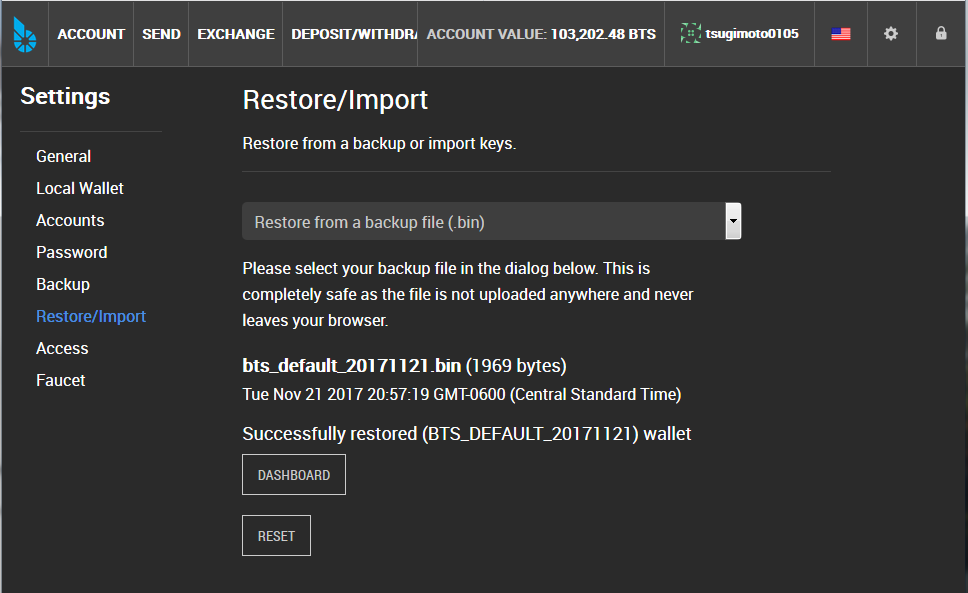 ACCOUNT SEND EXCHANGE DEPOSIT/WITHDRA ACCOUNT VALUE: 103,202.48 BTS tsugimoto0105
Settings
General
Local Wallet
Accounts
Password
Backup
Restore/Import
Access
Faucet
Restore/Import
Restore from a backup or import keys.
Restore from a backup file (.bin)
Please select your backup file in the dialog below. This is
completely safe as the file is not uploaded anywhere and never
leaves your browser.
bts_default_20171121.bin (1969 bytes)
Tue Nov 21 2017 20:57:19 GMT-0600 (Central Standard Time)
Successfully restored (BTS_DEFAULT_20171121) wallet
DASHBOARD
RESET